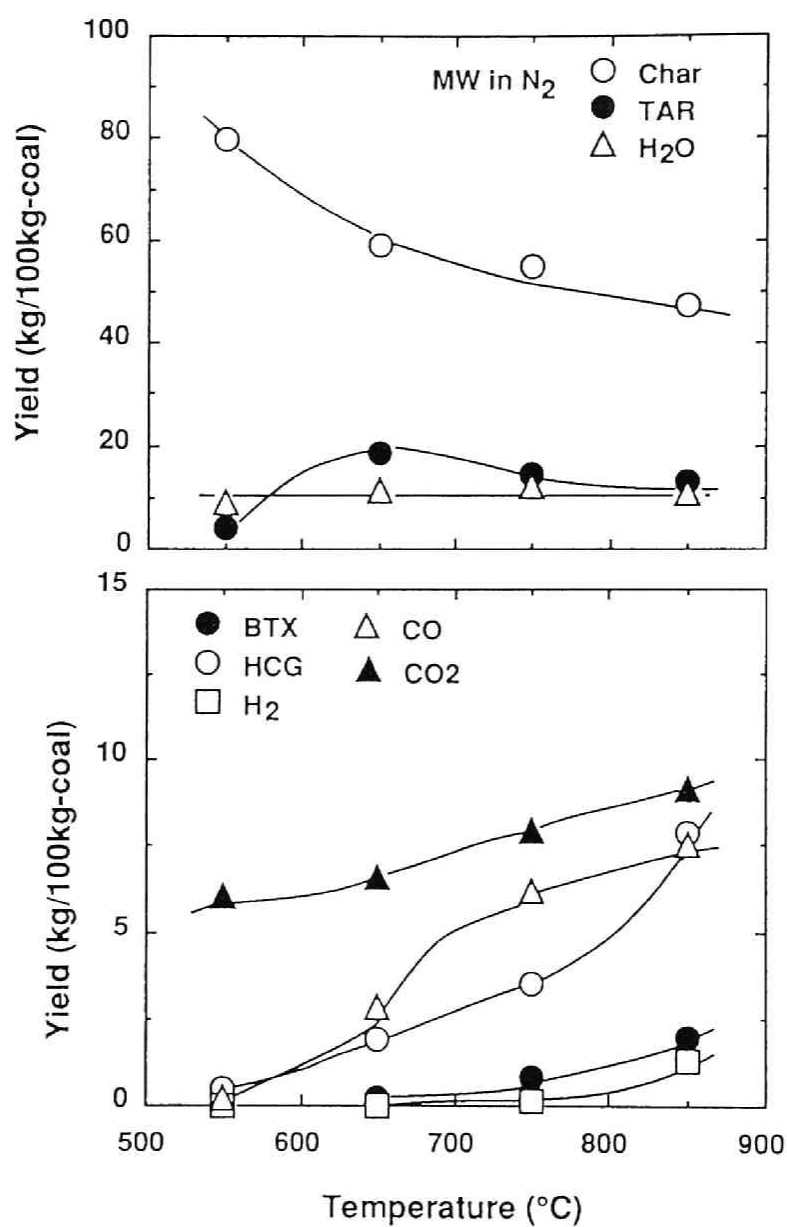 100
80
60
40
20
0
Yield (kg/100kg-coal)
MW in N2
Char
TAR
H2O
15
10
5
0
Yield (kg/100kg-coal)
BTX
HCG
H2
CO
CO2
500 600 700 800 900
Temperature (°C)